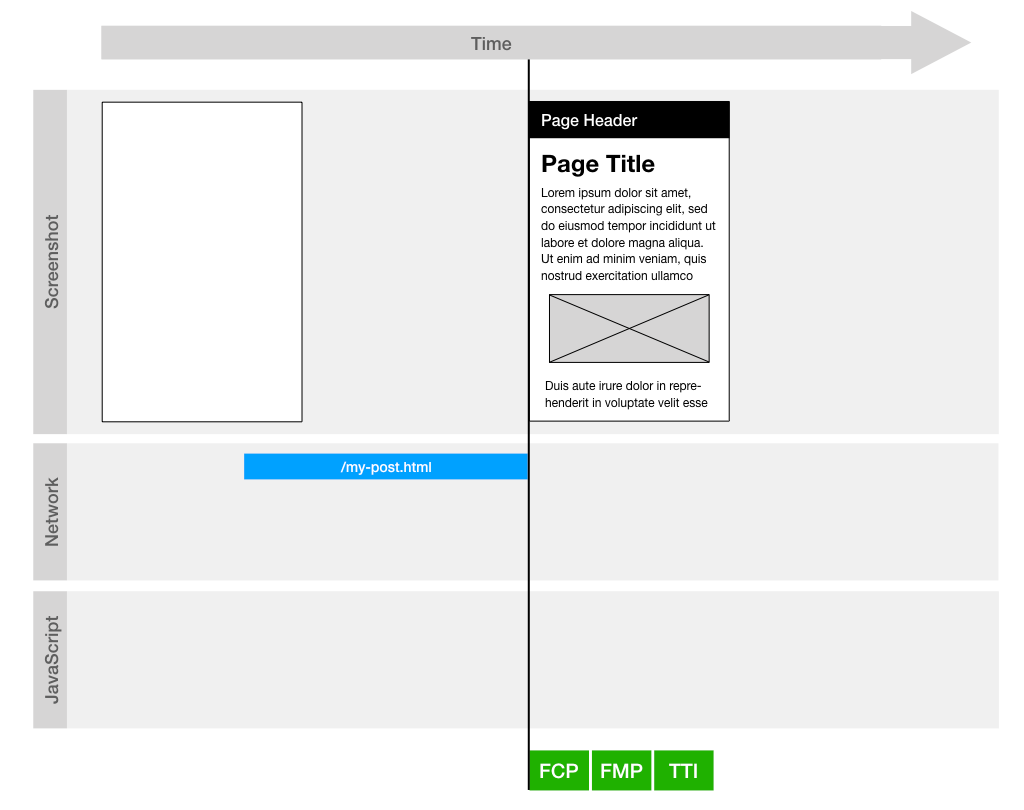 Time
Screenshot
Page Header
Page Title
Lorem ipsum dolor sit amet,
consectetur adipiscing elit, sed
do eiusmod tempor incididunt ut
labore et dolore magna aliqua.
Ut enim ad minim veniam, quis
nostrud exercitation ullamco
Duis aute irure dolor in repre-
henderit in voluptate velit esse
Network
/my-post.html
JavaScript
FCP
FMP
TTI